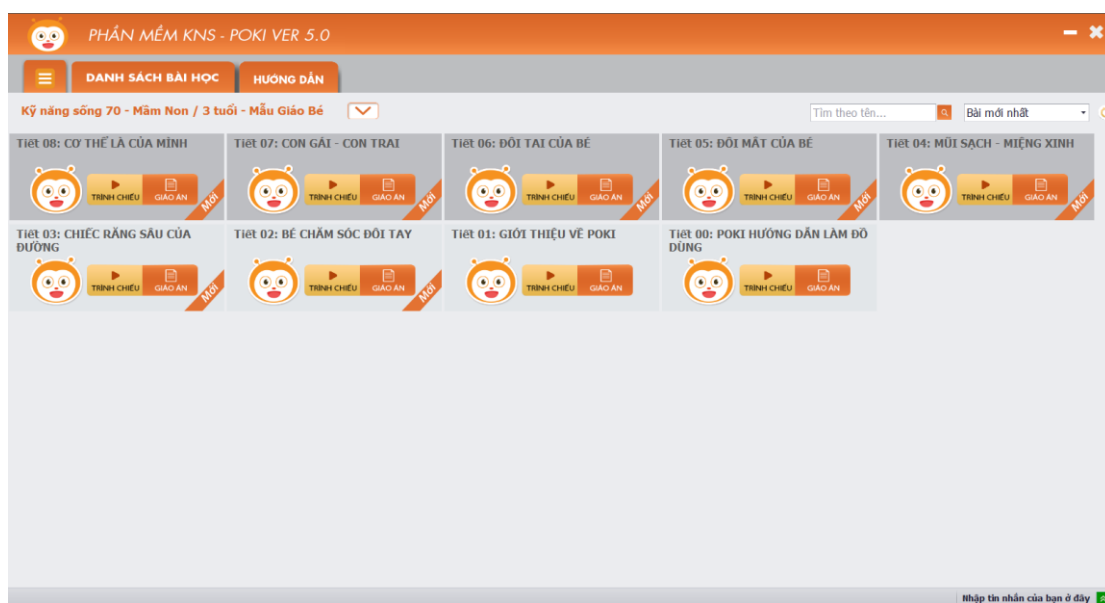 PHẦN MỀM KNS - POKI VER 5.0
DANH SÁCH BÀI HỌC
HƯỚNG DẪN
Kỹ năng sống 70 - Mầm Non / 3 tuổi - Mẫu Giáo Bé
Tìm theo tên...
Bài mới nhất
Tiết 08: CƠ THỂ LÀ CỦA MÌNH
TRÌNH CHIẾU
GIÁO ÁN
Mới
Tiết 07: CON GÁI - CON TRAI
TRÌNH CHIẾU
GIÁO ÁN
Mới
Tiết 06: ĐÔI TAI CỦA BÉ
TRÌNH CHIẾU
GIÁO ÁN
Mới
Tiết 05: ĐÔI MẮT CỦA BÉ
TRÌNH CHIẾU
GIÁO ÁN
Mới
Tiết 04: MŨI SẠCH - MIỆNG XINH
TRÌNH CHIẾU
GIÁO ÁN
Mới
Tiết 03: CHIẾC RĂNG SÂU CỦA
ĐƯỜNG
TRÌNH CHIẾU
GIÁO ÁN
Mới
Tiết 02: BÉ CHĂM SÓC ĐÔI TAY
TRÌNH CHIẾU
GIÁO ÁN
Mới
Tiết 01: GIỚI THIỆU VỀ POKI
TRÌNH CHIẾU
GIÁO ÁN
Tiết 00: POKI HƯỚNG DẪN LÀM ĐỒ
DÙNG
TRÌNH CHIẾU
GIÁO ÁN
Nhập tin nhắn của bạn ở đây